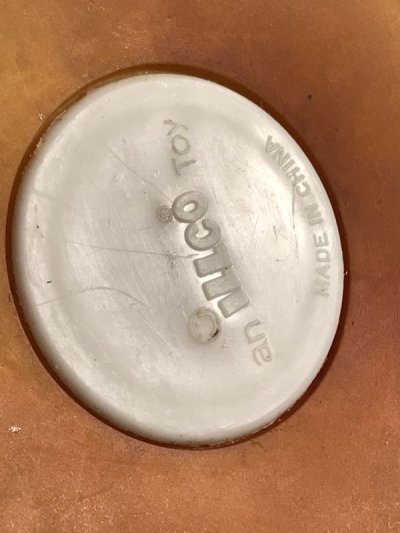 an
ILLCO ®
TOY
MADE IN CHINA